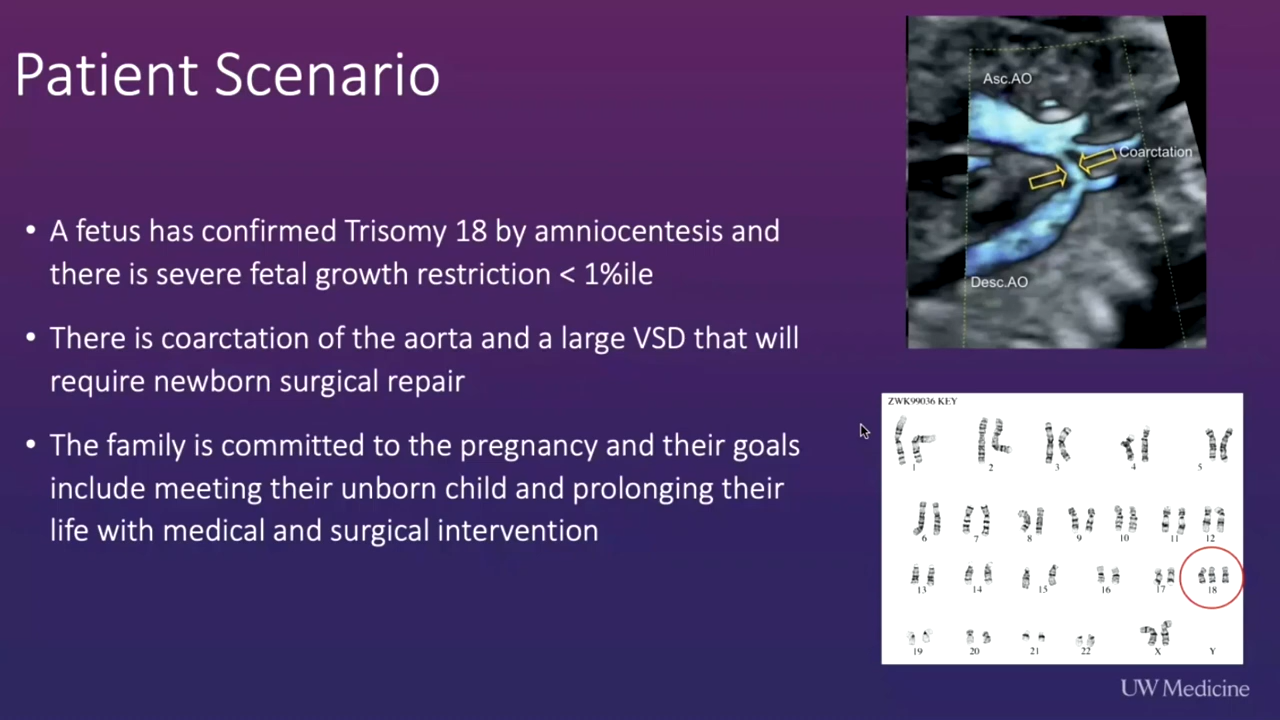 Patient Scenario
• A fetus has confirmed Trisomy 18 by amniocentesis and
there is severe fetal growth restriction < 1%ile
• There is coarctation of the aorta and a large VSD that will
require newborn surgical repair
• The family is committed to the pregnancy and their goals
include meeting their unborn child and prolonging their
life with medical and surgical intervention
Asc.AO
Coarctation
Desc.AO
ZWK99036 KEY
1 2 3 4 5
6 7 8 9 10 11 12
13 14 15 16 17 18
19 20 21 22 X Y
UW Medicine